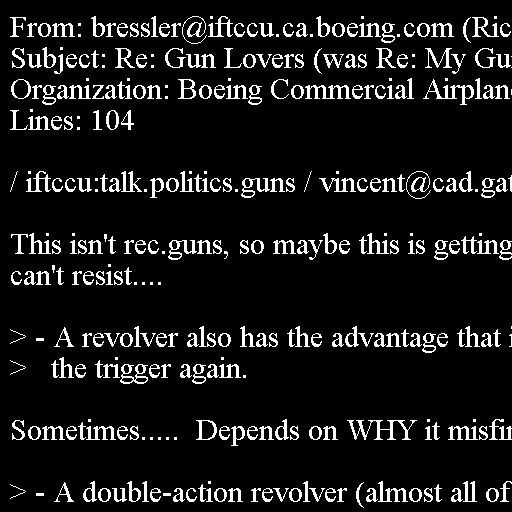 From: bressler@iftccu.ca.boeing.com (Ric
Subject: Re: Gun Lovers (was Re: My Gu
Organization: Boeing Commercial Airplan
Lines: 104
/ iftccu:talk.politics.guns / vincent@cad.gat
This isn't rec.guns, so maybe this is getting
can't resist....
> - A revolver also has the advantage that i
>   the trigger again.
Sometimes.....  Depends on WHY it misfir
> - A double-action revolver (almost all of